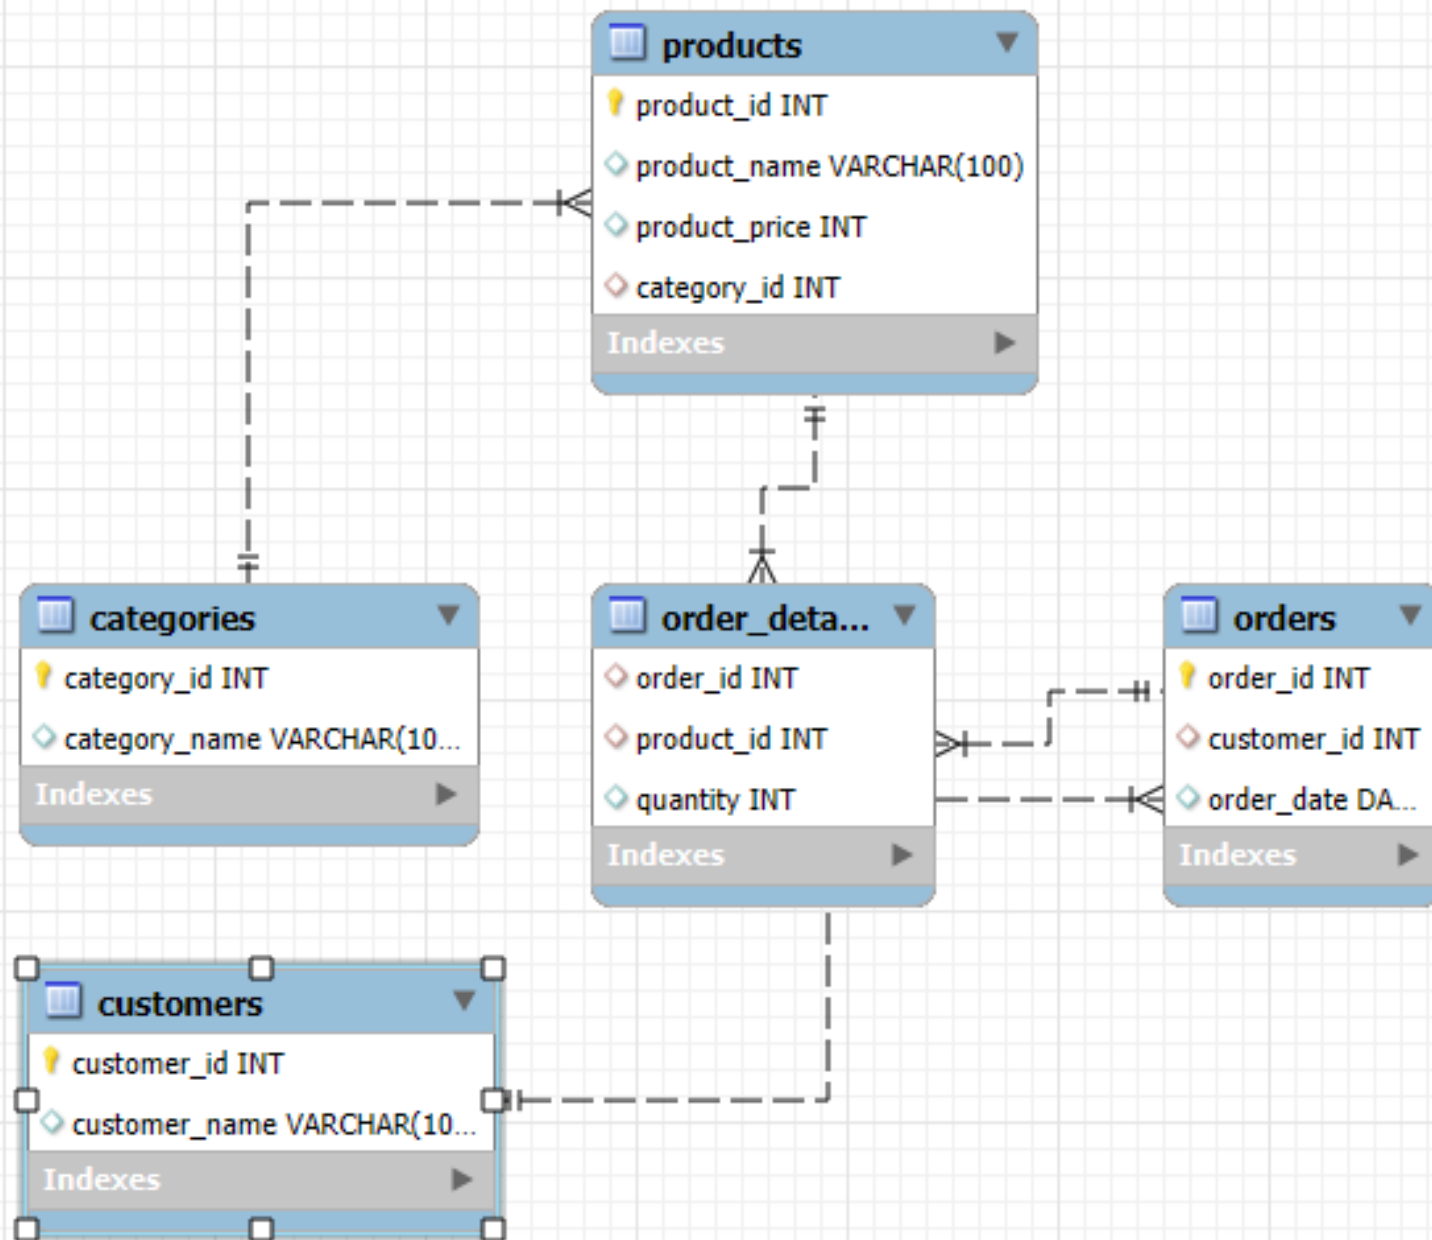 products
product_id INT
product_name VARCHAR(100)
product_price INT
category_id INT
Indexes
categories
category_id INT
category_name VARCHAR(10...
Indexes
order_deta...
order_id INT
product_id INT
quantity INT
Indexes
orders
order_id INT
customer_id INT
order_date DA...
Indexes
customers
customer_id INT
customer_name VARCHAR(10...
Indexes